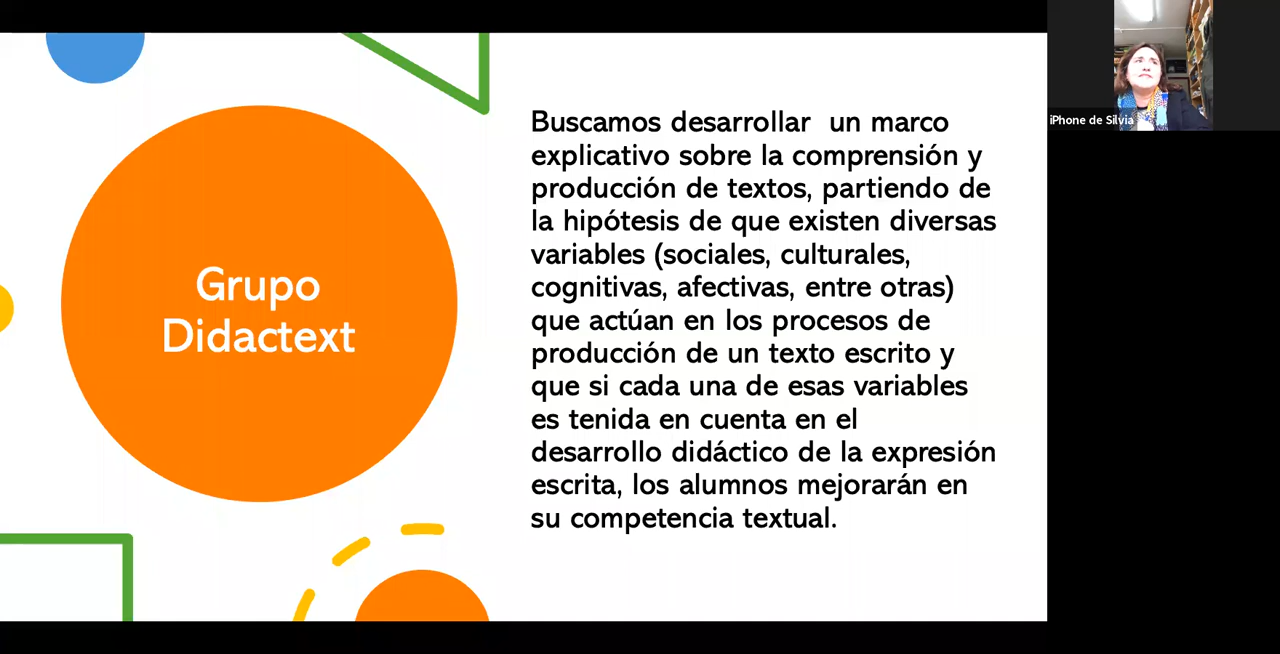 Grupo
Didactext
Buscamos desarrollar  un marco
explicativo sobre la comprensión y
producción de textos, partiendo de
la hipótesis de que existen diversas
variables (sociales, culturales,
cognitivas, afectivas, entre otras)
que actúan en los procesos de
producción de un texto escrito y
que si cada una de esas variables
es tenida en cuenta en el
desarrollo didáctico de la expresión
escrita, los alumnos mejorarán en
su competencia textual.
iPhone de Silvia